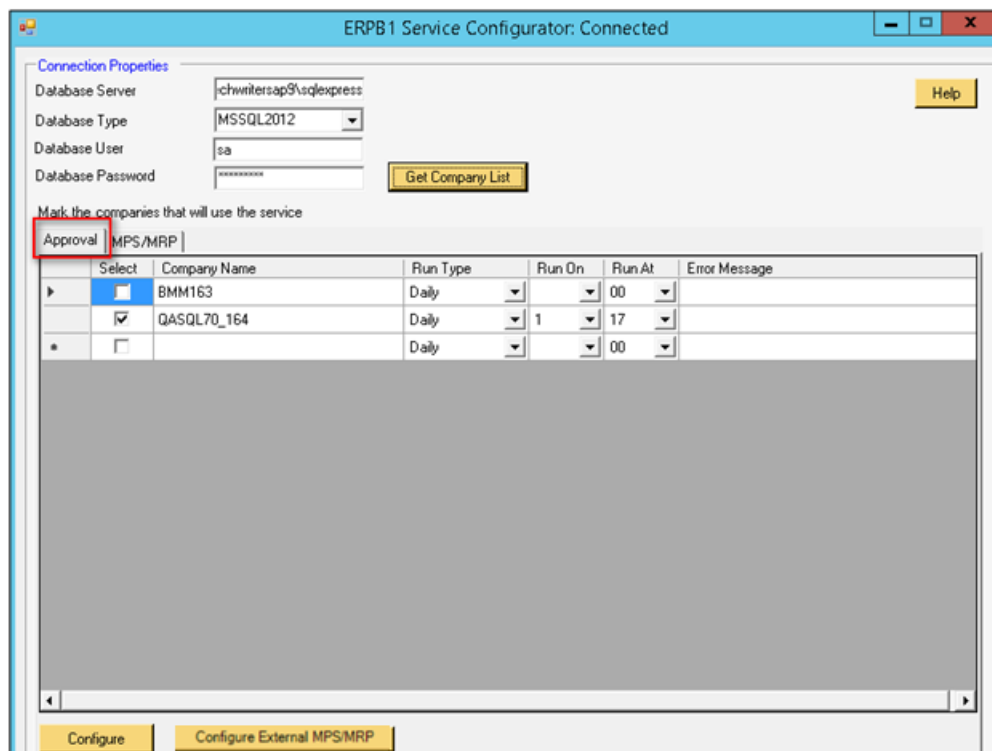 ERPB1 Service Configurator: Connected
Connection Properties
Database Server chwritersap9\sqlexpress
Help
Database Type MSSQL2012
Database User sa
Database Password ********* Get Company List
Mark the companies that will use the service
Approval MPS/MRP
Select Company Name Run Type Run On Run At Error Message
BMM163 Daily 00
QASQL70_164 Daily 1 17
Daily 00
Configure Configure External MPS/MRP